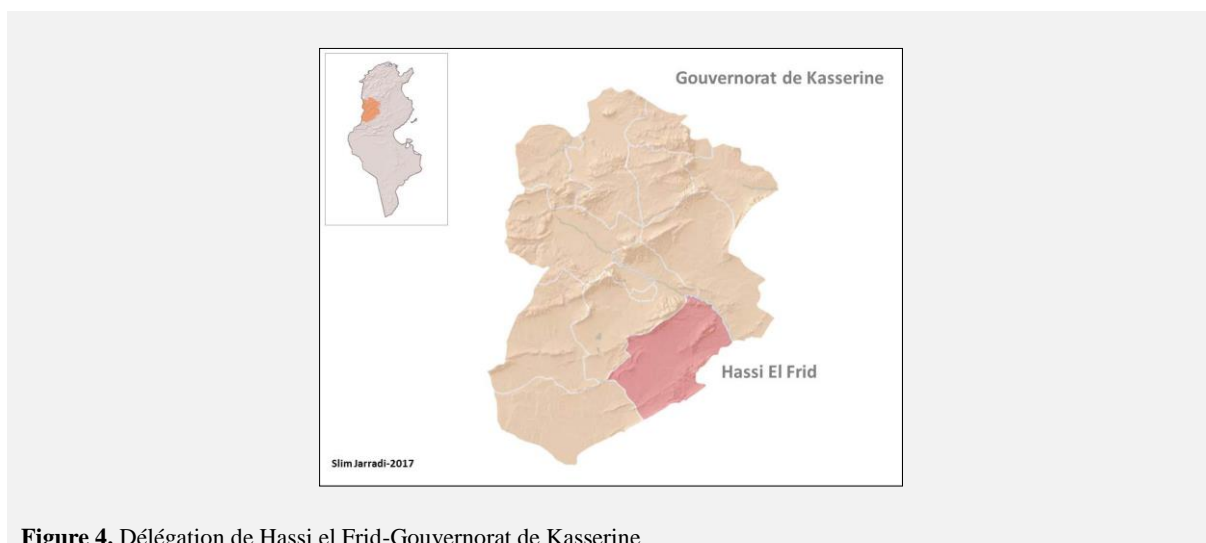 Gouvernorat de Kasserine
Hassi El Frid
Slim Jarradi-2017
Figure 4. Délégation de Hassi el Frid-Gouvernorat de Kasserine